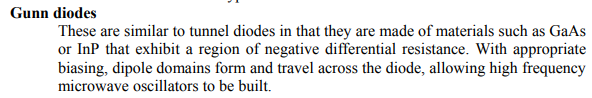 Gunn diodes
These are similar to tunnel diodes in that they are made of materials such as GaAs
or InP that exhibit a region of negative differential resistance. With appropriate
biasing, dipole domains form and travel across the diode, allowing high frequency
microwave oscillators to be built.